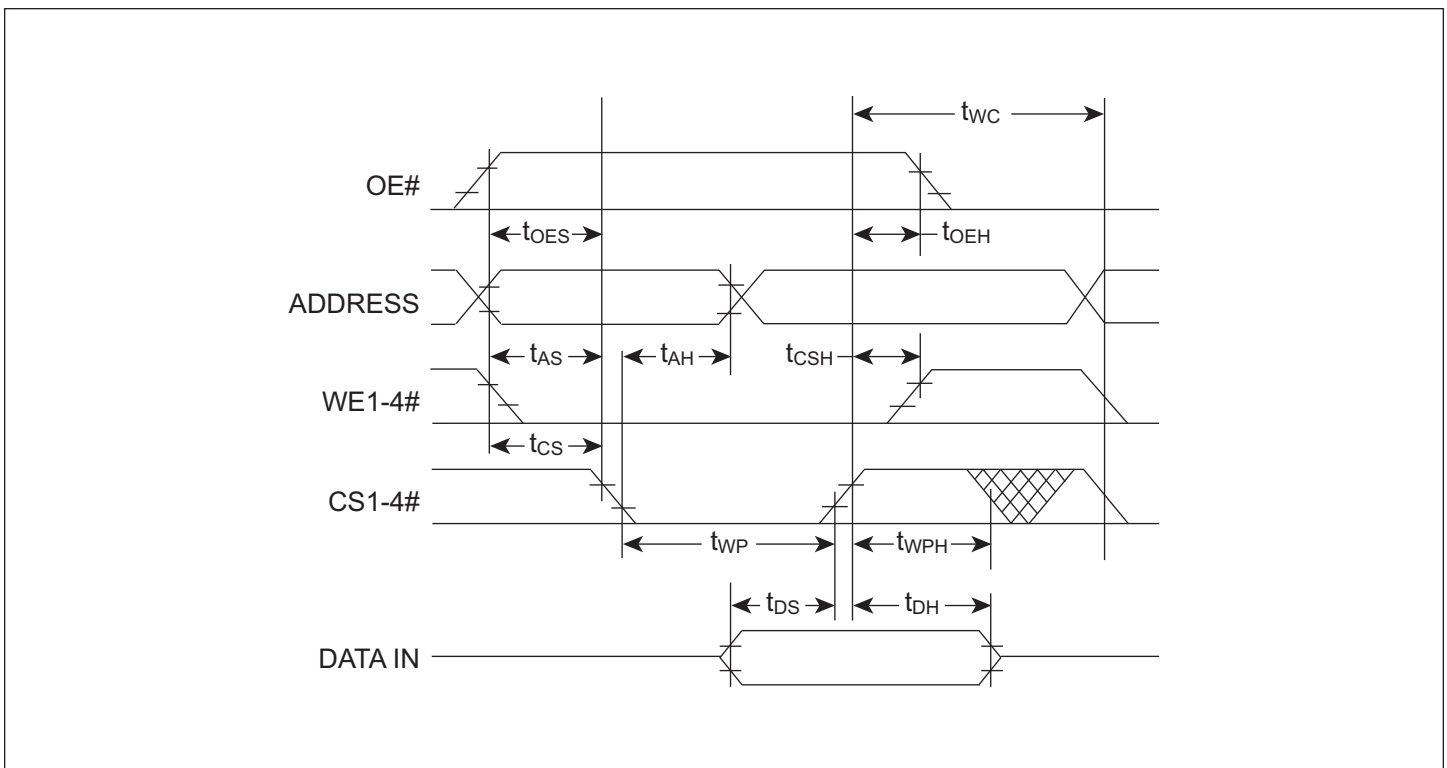 tWC
OE#
tOES
tOEH
ADDRESS
tAS
tAH
tCSH
WE1-4#
tCS
CS1-4#
tWP
tWPH
tDS
tDH
DATA IN